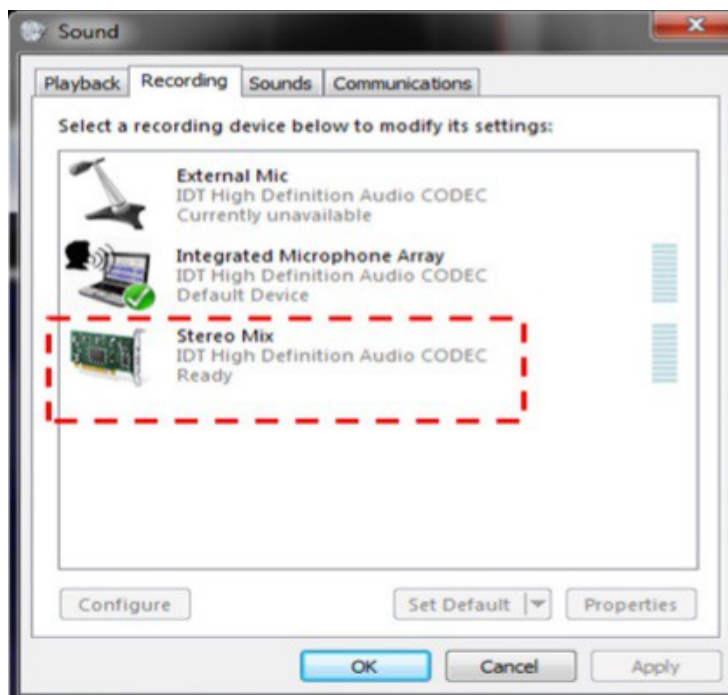 Sound
Playback Recording Sounds Communications
Select a recording device below to modify its settings:
External Mic
IDT High Definition Audio CODEC
Currently unavailable
Integrated Microphone Array
IDT High Definition Audio CODEC
Default Device
Stereo Mix
IDT High Definition Audio CODEC
Ready
Configure Set Default Properties
OK Cancel Apply